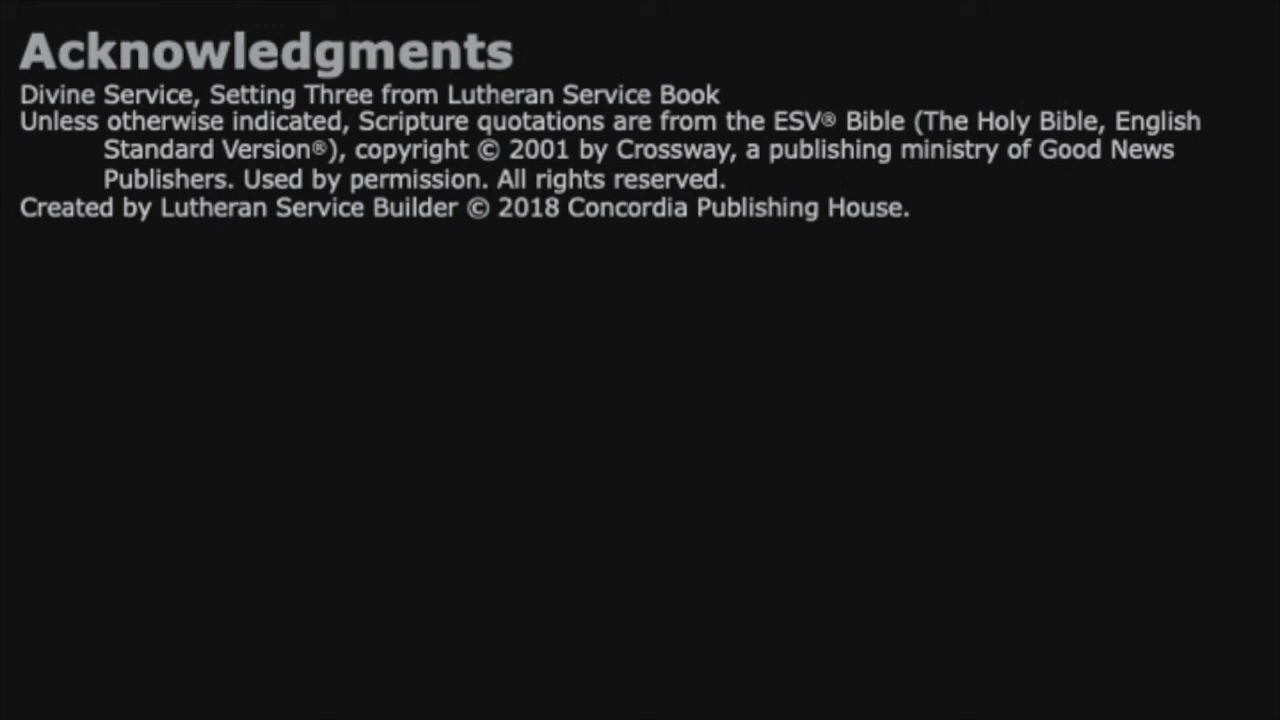 Acknowledgments
Divine Service, Setting Three from Lutheran Service Book
Unless otherwise indicated, Scripture quotations are from the ESV® Bible (The Holy Bible, English
Standard Version®), copyright © 2001 by Crossway, a publishing ministry of Good News
Publishers. Used by permission. All rights reserved.
Created by Lutheran Service Builder © 2018 Concordia Publishing House.